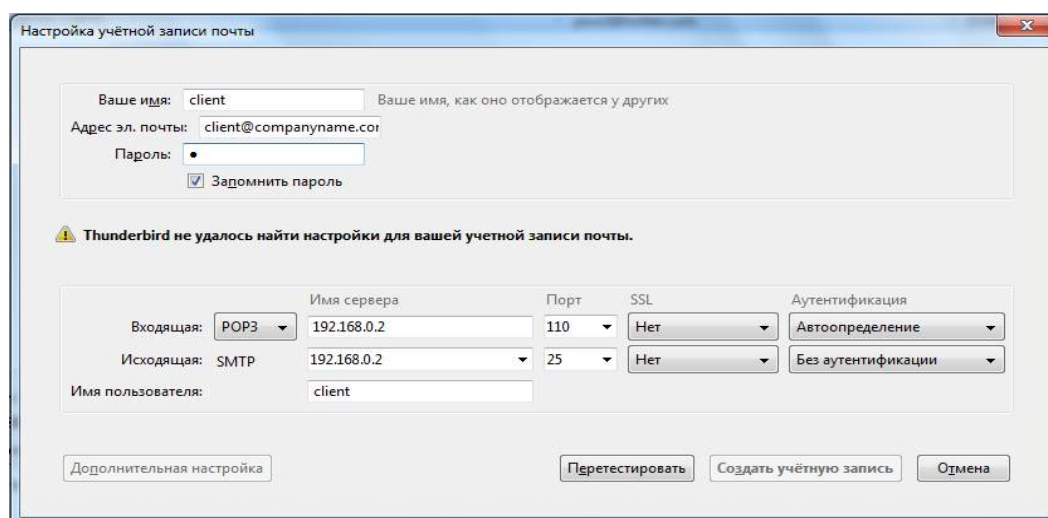 Настройка учётной записи почты
Ваше имя: client Ваше имя, как оно отображается у других
Адрес эл. почты: client@companyname.cor
Пароль: •
Запомнить пароль
Thunderbird не удалось найти настройки для вашей учетной записи почты.
Имя сервера Порт SSL Аутентификация
Входящая: POP3 192.168.0.2 110 Нет Автоопределение
Исходящая: SMTP 192.168.0.2 25 Нет Без аутентификации
Имя пользователя: client
Дополнительная настройка Перетестировать Создать учётную запись Отмена